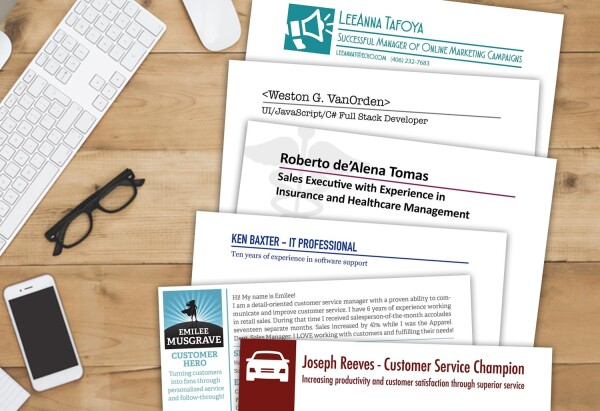 LEEANNA TAFOYA
SUCCESSFUL MANAGER OF ONLINE MARKETING CAMPAIGNS
(406) 232-7683
<Weston G. VanOrden>
UI/JavaScript/C# Full Stack Developer
Roberto de'Alena Tomas
Sales Executive with Experience in
Insurance and Healthcare Management
KEN BAXTER - IT PROFESSIONAL
Ten years of experience in software support
EMILEE
MUSGRAVE
CUSTOMER
HERO
Turning customers
into fans through
personalized service
and follow-through!
Hi! My name is Emilee!
I am a detail-oriented customer service manager with a proven ability to com-
municate and improve customer service. I have 6 years of experience working
in retail sales. During that time I received salesperson-of-the-month accolades
seventeen separate months. Sales increased by 41% while I was the Apparel
Dept. Sales Manager. I LOVE working with customers and fulfilling their needs!
Joseph Reeves - Customer Service Champion
Increasing productivity and customer satisfaction through superior service